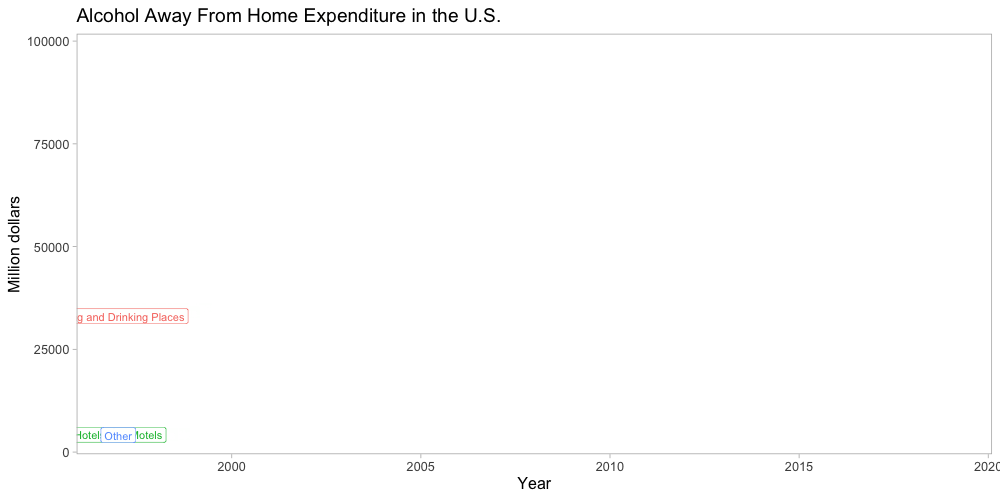 Alcohol Away From Home Expenditure in the U.S.
100000
75000
Million dollars
50000
g and Drinking Places
25000
Hotel
Other
Motels
0
2000 2005 2010 2015 2020
Year